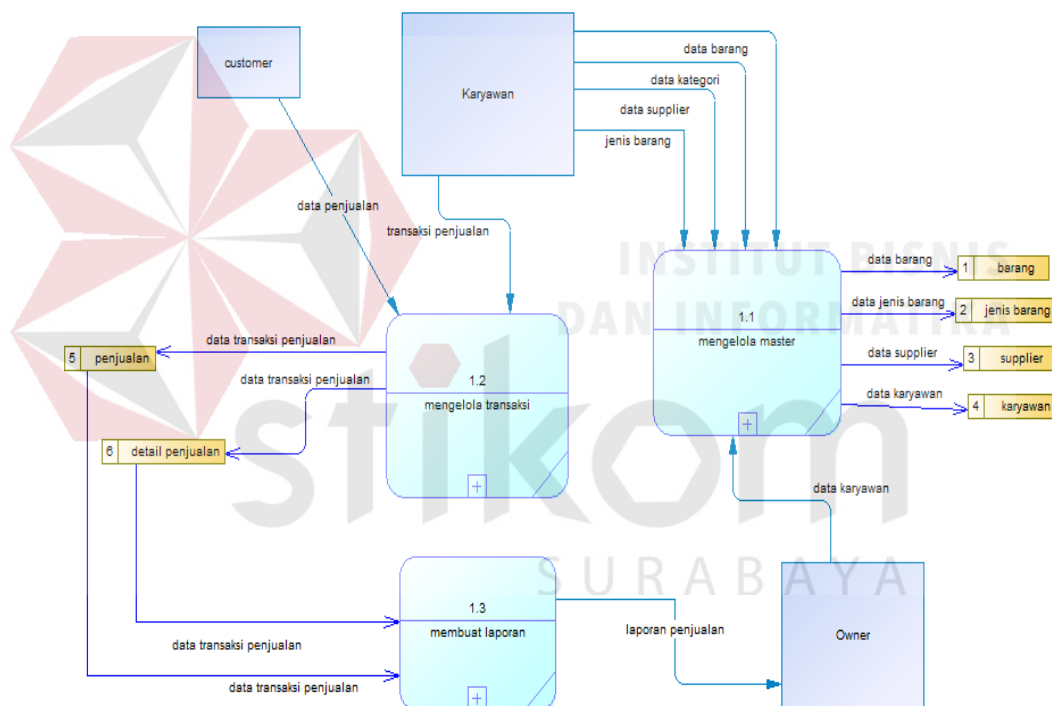 customer
Karyawan
data barang
data kategori
data supplier
jenis barang
data penjualan
transaksi penjualan
INSTITUT BISNIS
DAN INFORMATIKA
1.1
mengelola master
data barang
1 barang
data jenis barang
2 jenis barang
data supplier
3 supplier
data karyawan
4 karyawan
data transaksi penjualan
5 penjualan
data transaksi penjualan
6 detail penjualan
1.2
mengelola transaksi
stikom
SURABAYA
data karyawan
1.3
membuat laporan
data transaksi penjualan
data transaksi penjualan
laporan penjualan
Owner